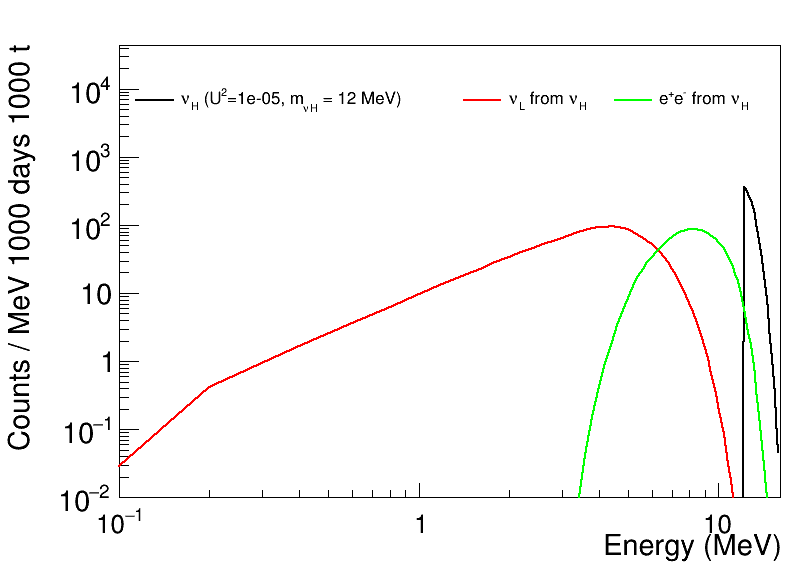 Counts / MeV 1000 days 1000 t
10⁴
10³
10²
10
1
10⁻¹
10⁻²
ν_H (U²=1e-05, m_νH = 12 MeV)
ν_L from ν_H
e⁺e⁻ from ν_H
10⁻¹
1
10
Energy (MeV)